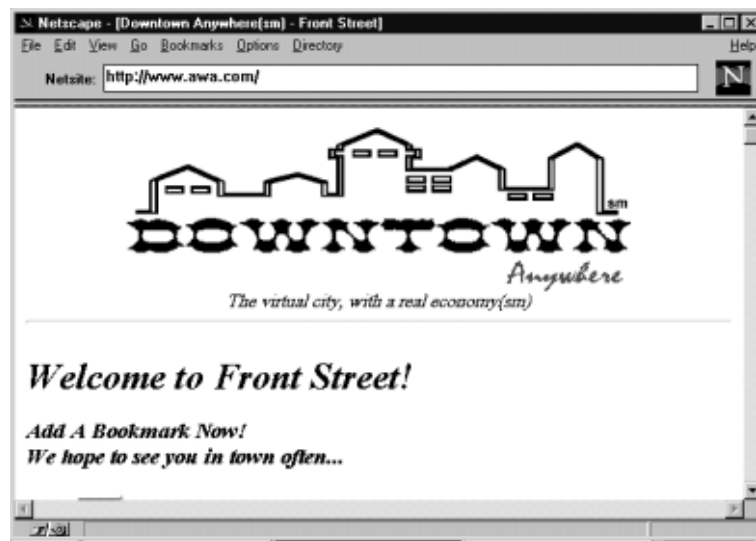 Netscape - [Downtown Anywhere(sm) - Front Street]
File Edit View Go Bookmarks Options Directory Help
Netsite: http://www.awa.com/
N
sm
DOWNTOWN
Anywhere
The virtual city, with a real economy(sm)
Welcome to Front Street!
Add A Bookmark Now!
We hope to see you in town often...